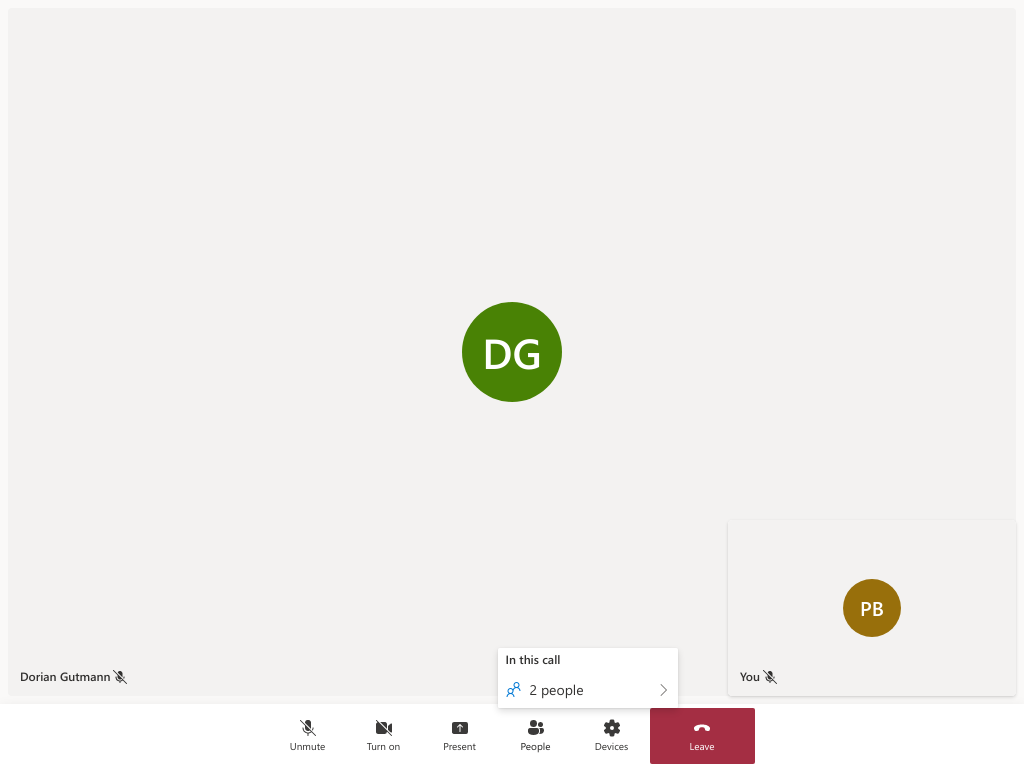 DG
PB
Dorian Gutmann
You
In this call
2 people
Unmute
Turn on
Present
People
Devices
Leave